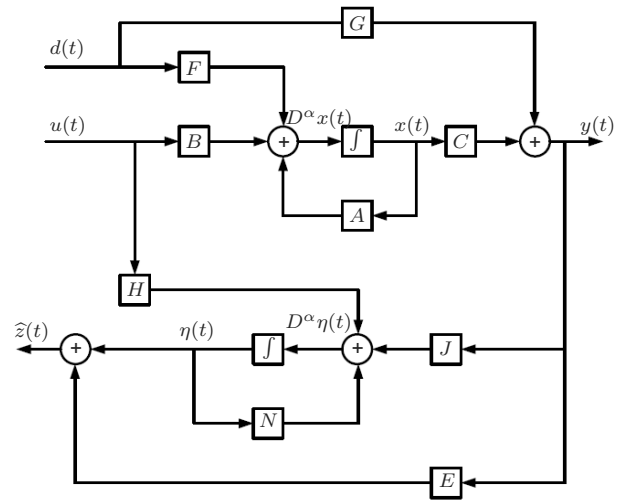 G
d(t)
F
u(t)
B
+
D^α x(t)
∫
x(t)
C
+
y(t)
A
H
ẑ(t)
+
η(t)
∫
D^α η(t)
+
J
N
E